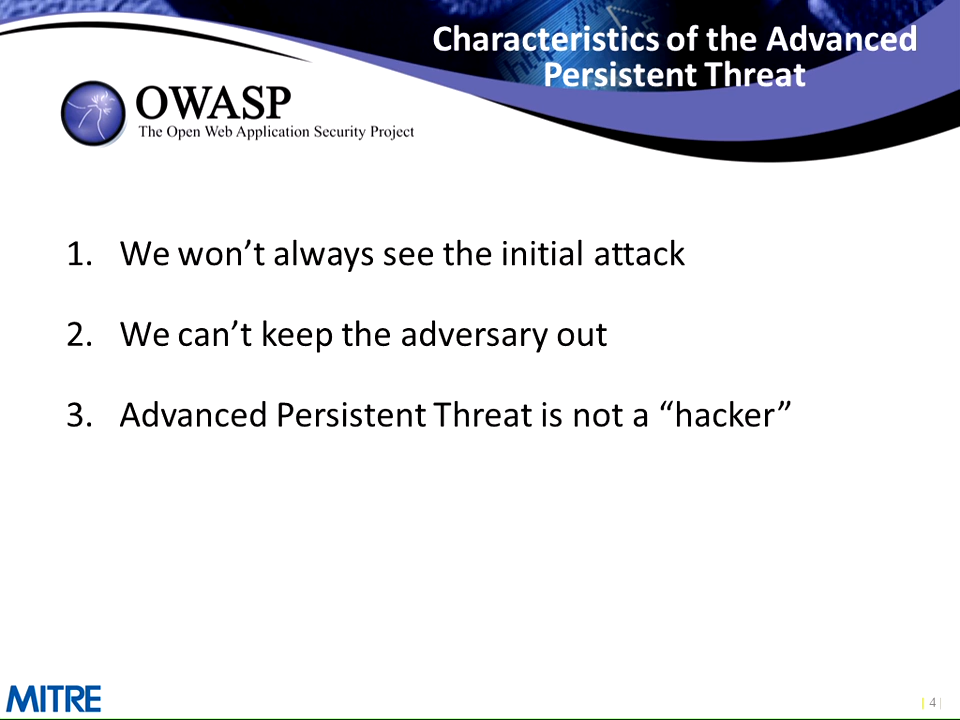 Characteristics of the Advanced
Persistent Threat
OWASP
The Open Web Application Security Project
1. We won’t always see the initial attack
2. We can’t keep the adversary out
3. Advanced Persistent Threat is not a “hacker”
MITRE
| 4 |